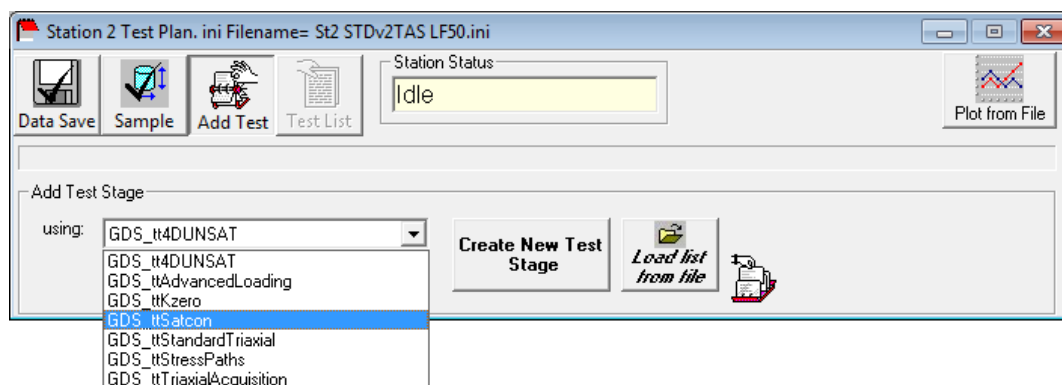 Station 2 Test Plan. ini Filename= St2 STDv2TAS LF50.ini
Data Save
Sample
Add Test
Test List
Station Status
Idle
Plot from File
Add Test Stage
using:
GDS_tt4DUNSAT
Create New Test
Stage
Load list
from file
GDS_tt4DUNSAT
GDS_ttAdvancedLoading
GDS_ttKzero
GDS_ttSatcon
GDS_ttStandardTriaxial
GDS_ttStressPaths
GDS_ttTriaxialAcquisition